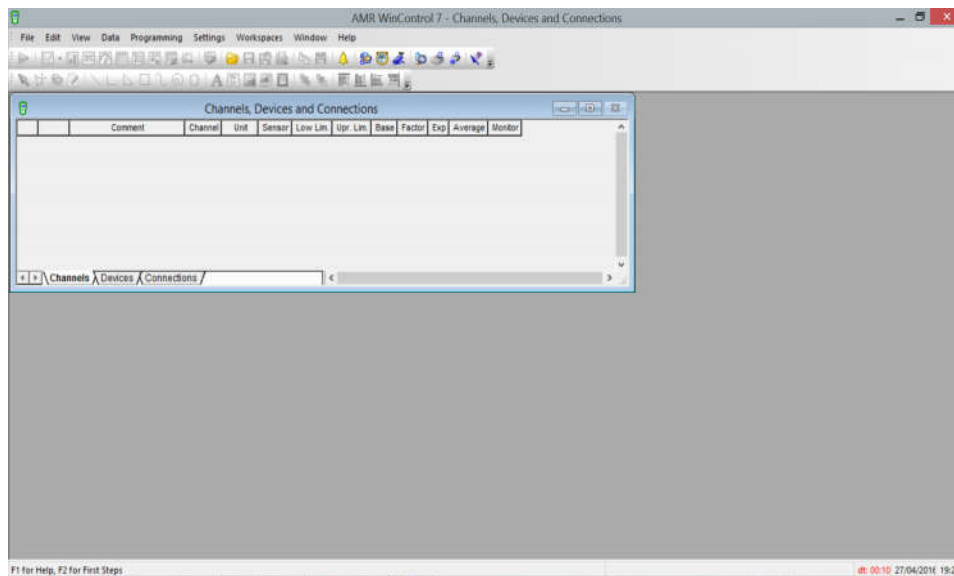 AMR WinControl 7 - Channels, Devices and Connections
File Edit View Data Programming Settings Workspaces Window Help
Channels, Devices and Connections
Comment Channel Unit Sensor Low Lim. Upr. Lim. Base Factor Exp Average Monitor
Channels Devices Connections
F1 for Help, F2 for First Steps dt: 00:10 27/04/2016 19:2